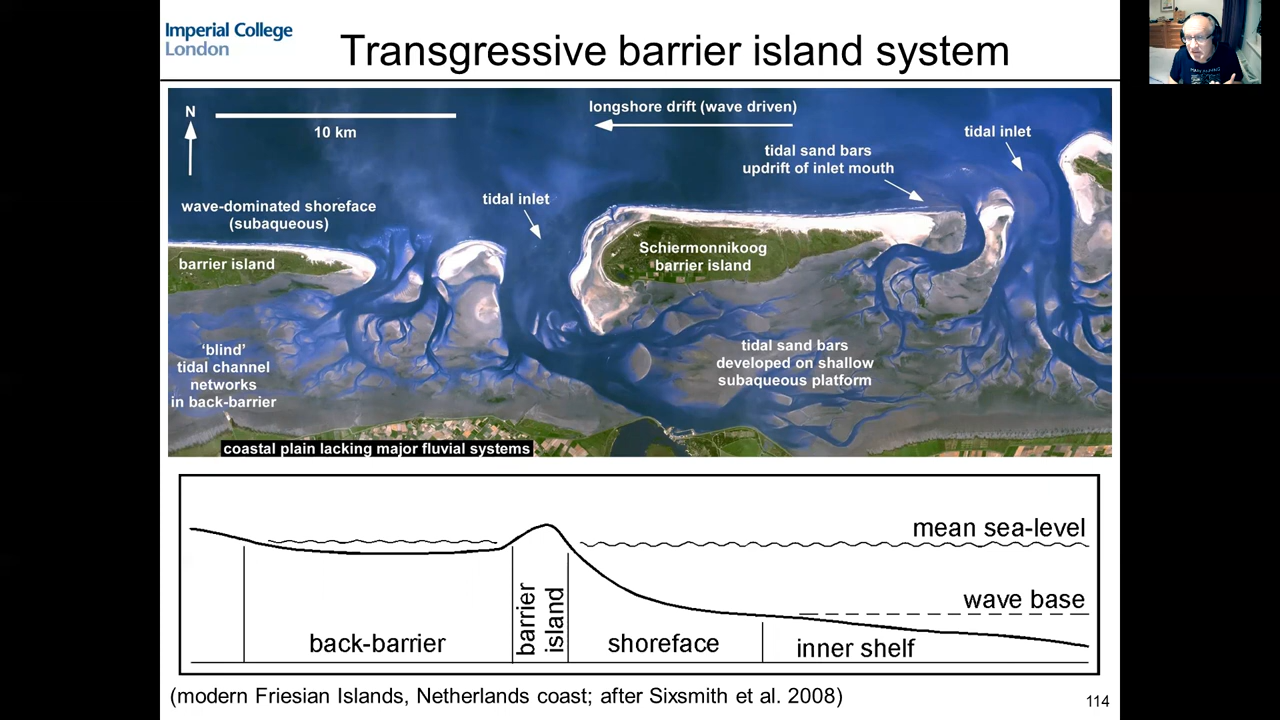 Imperial College
London
Transgressive barrier island system
N
10 km
longshore drift (wave driven)
tidal inlet
tidal sand bars
updrift of inlet mouth
tidal inlet
wave-dominated shoreface
(subaqueous)
barrier island
Schiermonnikoog
barrier island
'blind'
tidal channel
networks
in back-barrier
tidal sand bars
developed on shallow
subaqueous platform
coastal plain lacking major fluvial systems
mean sea-level
wave base
back-barrier
barrier
island
shoreface
inner shelf
(modern Friesian Islands, Netherlands coast; after Sixsmith et al. 2008)
114